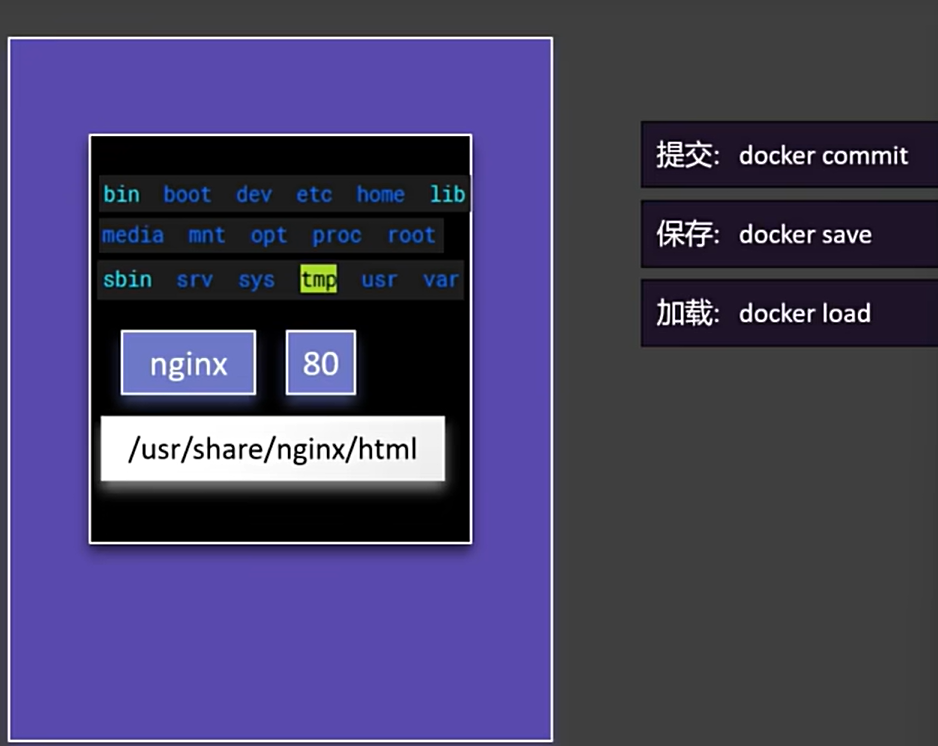 bin boot dev etc home lib
media mnt opt proc root
sbin srv sys tmp usr var
nginx 80
/usr/share/nginx/html
提交: docker commit
保存: docker save
加载: docker load